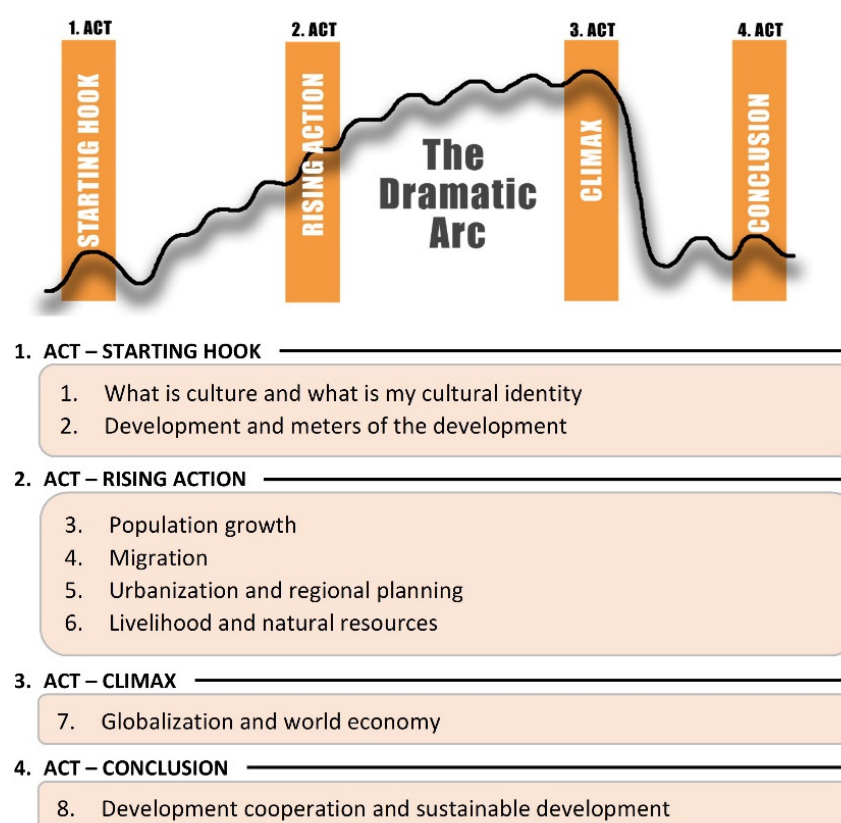 1. ACT
2. ACT
3. ACT
4. ACT
STARTING HOOK
RISING ACTION
The
Dramatic
Arc
CLIMAX
CONCLUSION
1. ACT – STARTING HOOK
1. What is culture and what is my cultural identity
2. Development and meters of the development
2. ACT – RISING ACTION
3. Population growth
4. Migration
5. Urbanization and regional planning
6. Livelihood and natural resources
3. ACT – CLIMAX
7. Globalization and world economy
4. ACT – CONCLUSION
8. Development cooperation and sustainable development